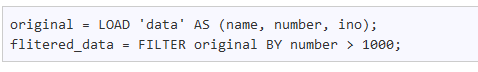 original = LOAD 'data' AS (name, number, ino);
flitered_data = FILTER original BY number > 1000;